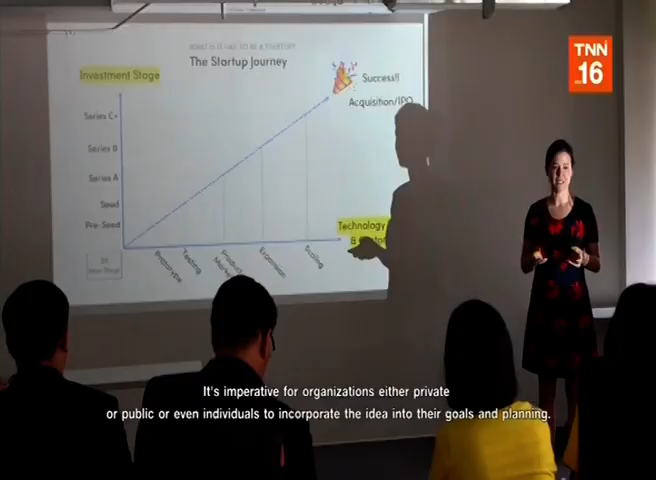 TNN
16
The Startup Journey
Investment Stage
Success!!
Acquisition/IPO
Series C+
Series B
Series A
Seed
Pre-Seed
Technology
&
Prototype
Testing
Product
Expansion
Scaling
It's imperative for organizations either private
or public or even individuals to incorporate the idea into their goals and planning.